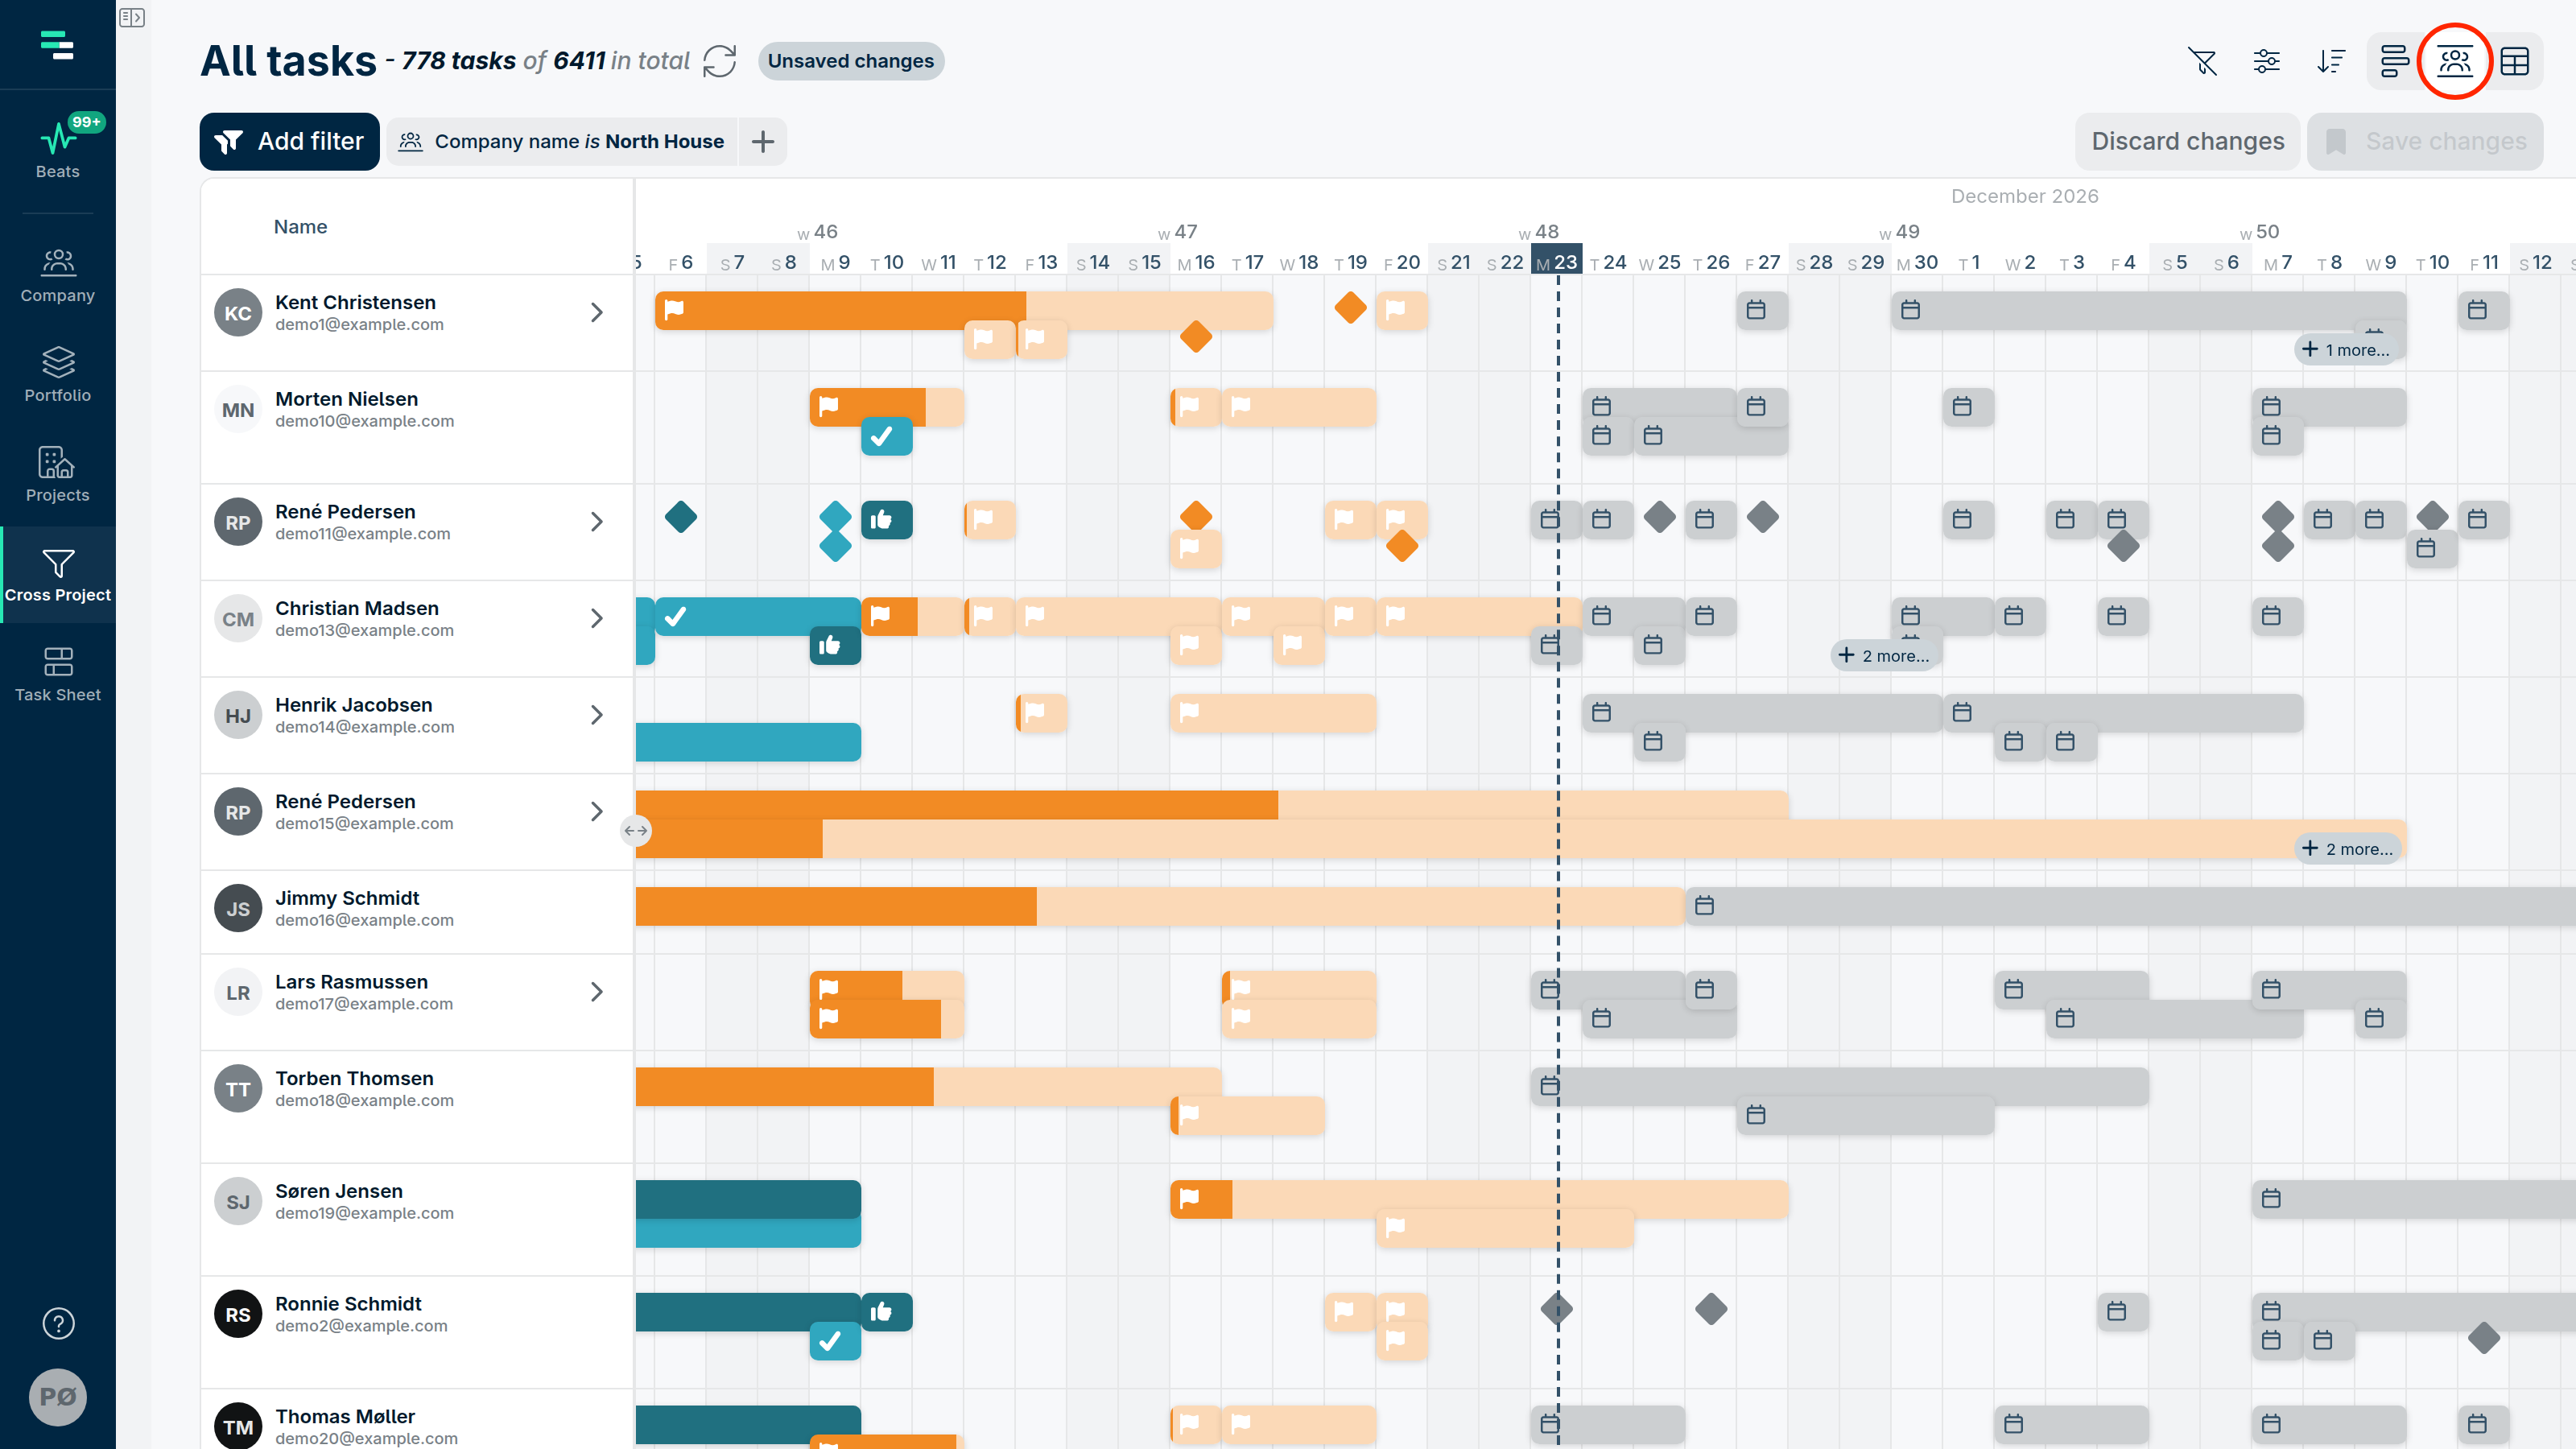 All tasks - 778 tasks of 6411 in total Unsaved changes
99+
Beats
Add filter Company name is North House Discard changes Save changes
Company
Portfolio
Projects
Cross Project
Task Sheet
PØ
December 2026
Name
w 46 w 47 w 48 w 49 w 50
5 F 6 S 7 S 8 M 9 T 10 W 11 T 12 F 13 S 14 S 15 M 16 T 17 W 18 T 19 F 20 S 21 S 22 M 23 T 24 W 25 T 26 F 27 S 28 S 29 M 30 T 1 W 2 T 3 F 4 S 5 S 6 M 7 T 8 W 9 T 10 F 11 S 12 S
KC Kent Christensen
demo1@example.com
+ 1 more...
MN Morten Nielsen
demo10@example.com
RP René Pedersen
demo11@example.com
CM Christian Madsen
demo13@example.com
+ 2 more...
HJ Henrik Jacobsen
demo14@example.com
RP René Pedersen
demo15@example.com
+ 2 more...
JS Jimmy Schmidt
demo16@example.com
LR Lars Rasmussen
demo17@example.com
TT Torben Thomsen
demo18@example.com
SJ Søren Jensen
demo19@example.com
RS Ronnie Schmidt
demo2@example.com
TM Thomas Møller
demo20@example.com